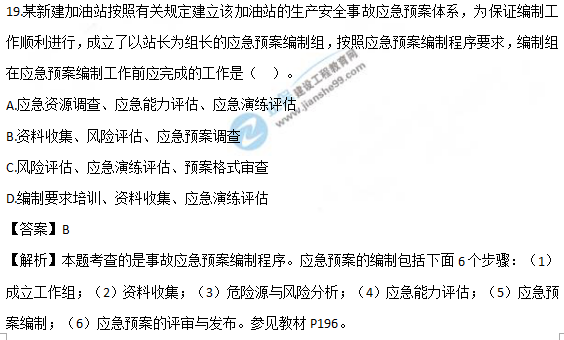 19.某新建加油站按照有关规定建立该加油站的生产安全事故应急预案体系，为保证编制工
作顺利进行，成立了以站长为组长的应急预案编制组，按照应急预案编制程序要求，编制组
在应急预案编制工作前应完成的工作是（  ）。
A.应急资源调查、应急能力评估、应急演练评估
B.资料收集、风险评估、应急预案调查
C.风险评估、应急演练评估、预案格式审查
D.编制要求培训、资料收集、应急演练评估
【答案】B
【解析】本题考查的是事故应急预案编制程序。应急预案的编制包括下面 6 个步骤：（1）
成立工作组；（2）资料收集；（3）危险源与风险分析；（4）应急能力评估；（5）应急预
案编制；（6）应急预案的评审与发布。参见教材 P196。
建设工程教育网
www.jianshe99.com